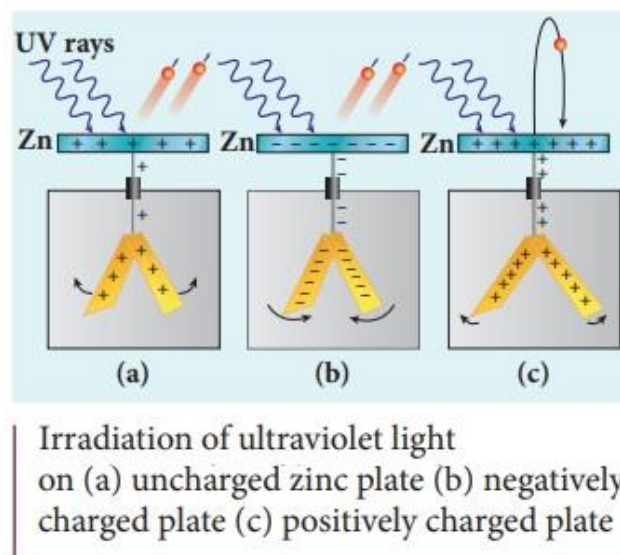 UV rays
Zn Zn Zn
(a) (b) (c)
Irradiation of ultraviolet light
on (a) uncharged zinc plate (b) negatively
charged plate (c) positively charged plate